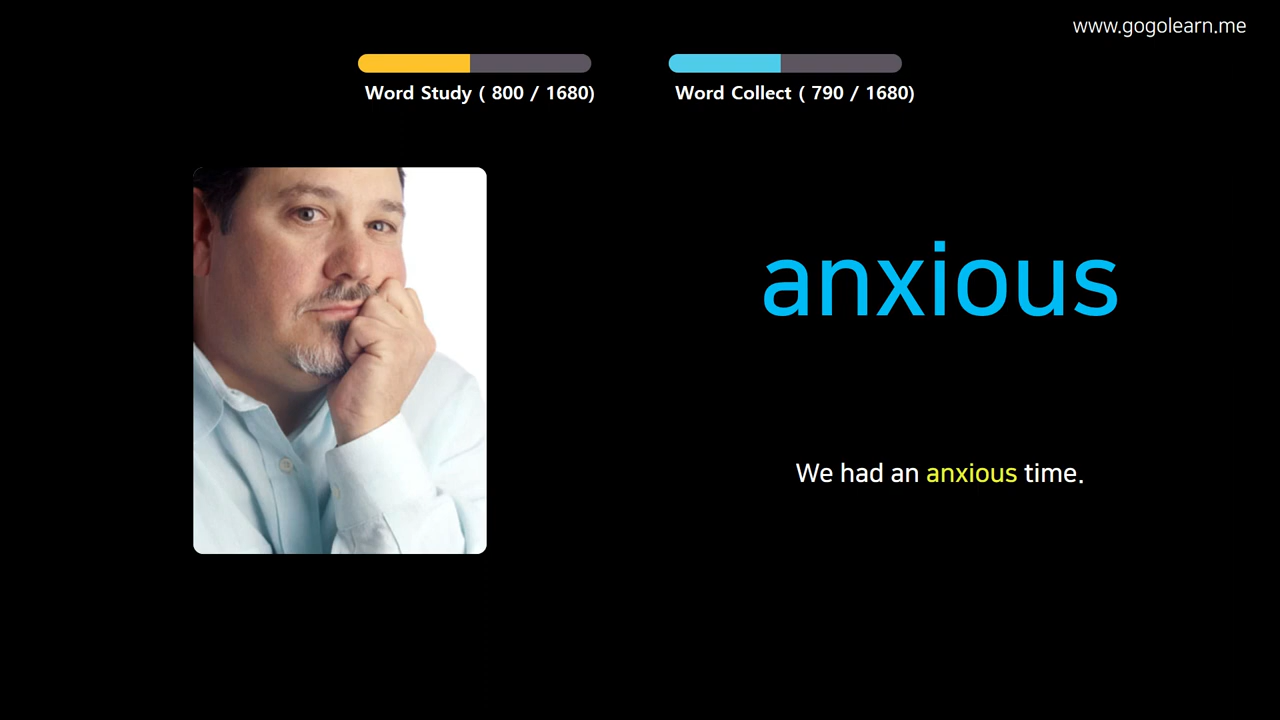 www.gogolearn.me
Word Study ( 800 / 1680)
Word Collect ( 790 / 1680)
anxious
We had an anxious time.